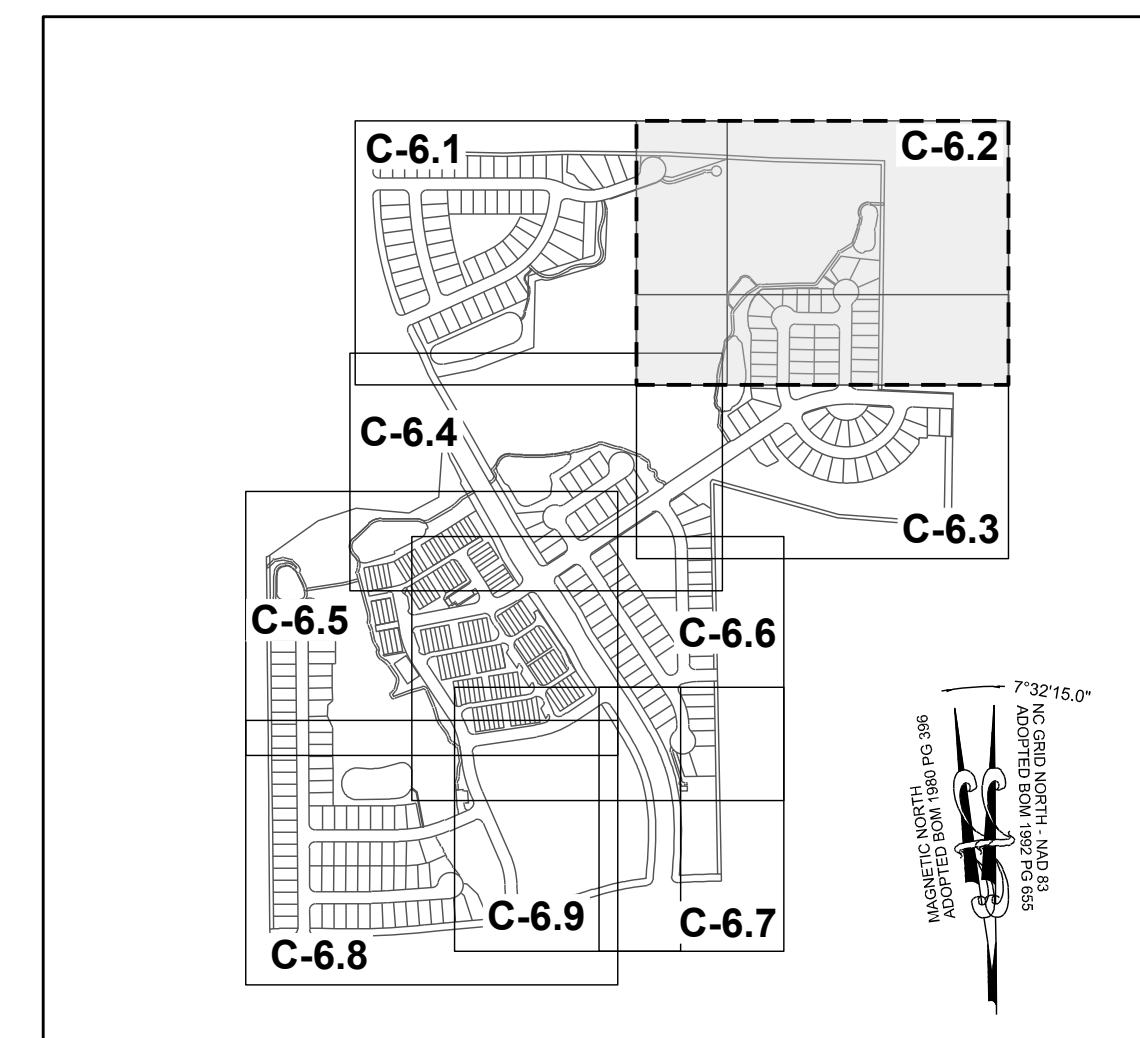 C-6.1
C-6.2
C-6.4
C-6.3
C-6.5
C-6.6
C-6.9
C-6.7
C-6.8
7°32'15.0"
MAGNETIC NORTH
ADOPTED BOM 1980 PG 396
NC GRID NORTH - NAD 83
ADOPTED BOM 1992 PG 655